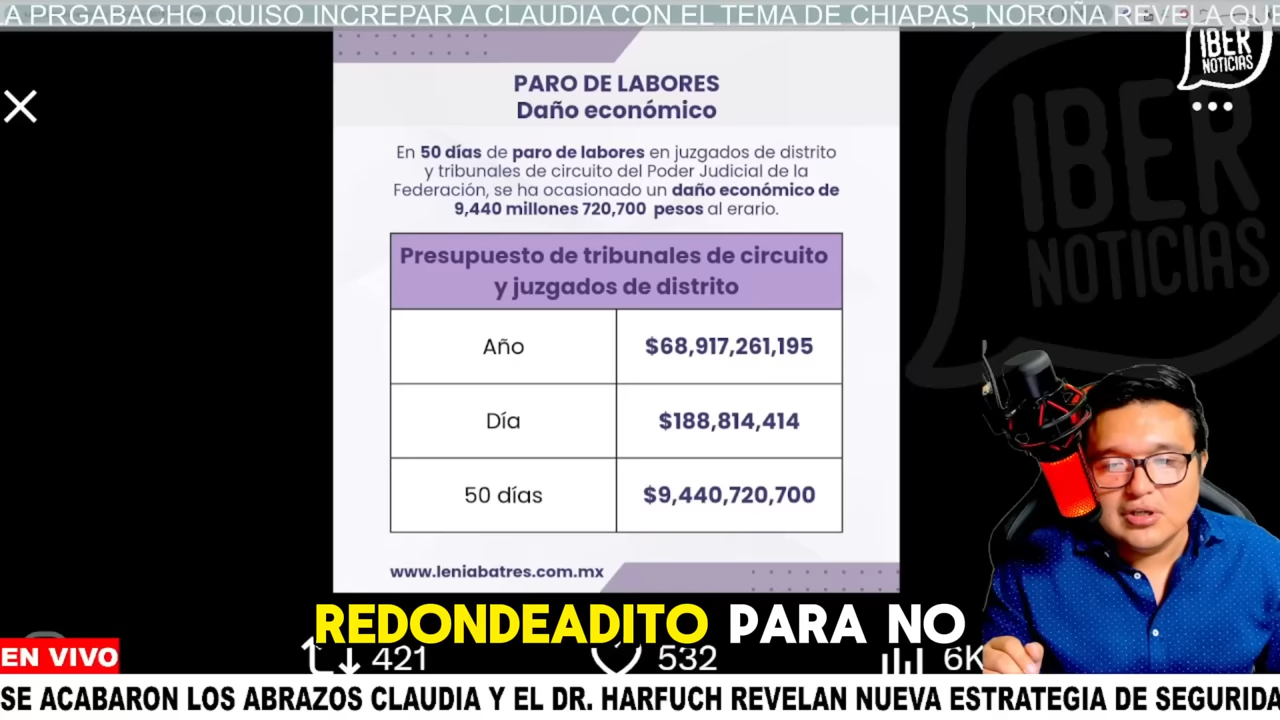 A PRGABACHO QUISO INCREPAR A CLAUDIA CON EL TEMA DE CHIAPAS, NOROÑA REVELA QUE
IBER
NOTICIAS
IBER
NOTICIAS
PARO DE LABORES
Daño económico
En 50 días de paro de labores en juzgados de distrito
y tribunales de circuito del Poder Judicial de la
Federación, se ha ocasionado un daño económico de
9,440 millones 720,700 pesos al erario.
Presupuesto de tribunales de circuito
y juzgados de distrito
Año $68,917,261,195
Día $188,814,414
50 días $9,440,720,700
www.leniabatres.com.mx
REDONDEADITO PARA NO
EN VIVO
421 532 6K
SE ACABARON LOS ABRAZOS CLAUDIA Y EL DR. HARFUCH REVELAN NUEVA ESTRATEGIA DE SEGURIDA